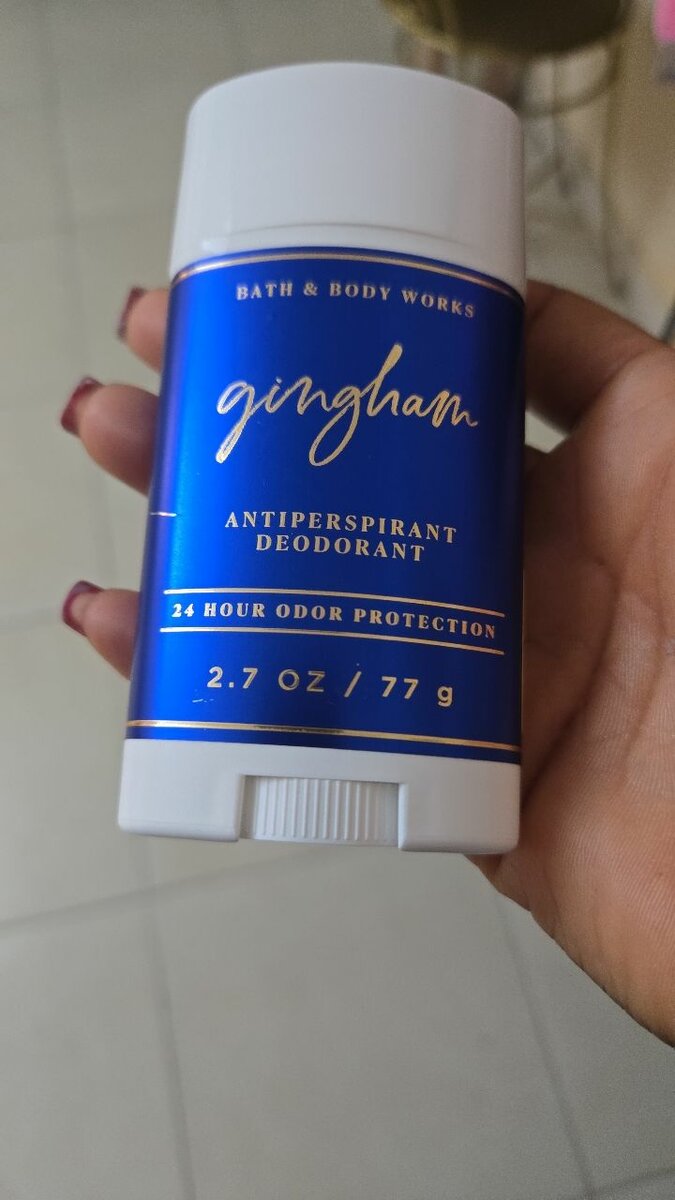 BATH & BODY WORKS
gingham
ANTIPERSPIRANT
DEODORANT
24 HOUR ODOR PROTECTION
2.7 OZ / 77 g